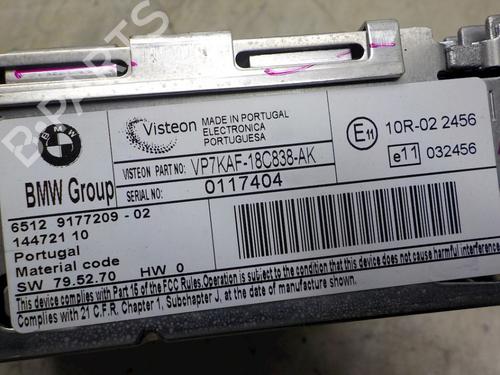 B-PARTS
BMW
BMW Group
Visteon
MADE IN PORTUGAL
ELECTRONICA
PORTUGUESA
E11
10R-02 2456
e11
032456
VISTEON PART NO: VP7KAF-18C838-AK
SERIAL NO: 0117404
6512 9177209 - 02
144721 10
Portugal
Material code
SW 79.52.70 HW 0
This device complies with Part 15 of the FCC Rules.Operation is subject to the condition
that this device does not cause harmful interference.
Complies with 21 C.F.R. Chapter 1, Subchapter J, at date of manufacture.